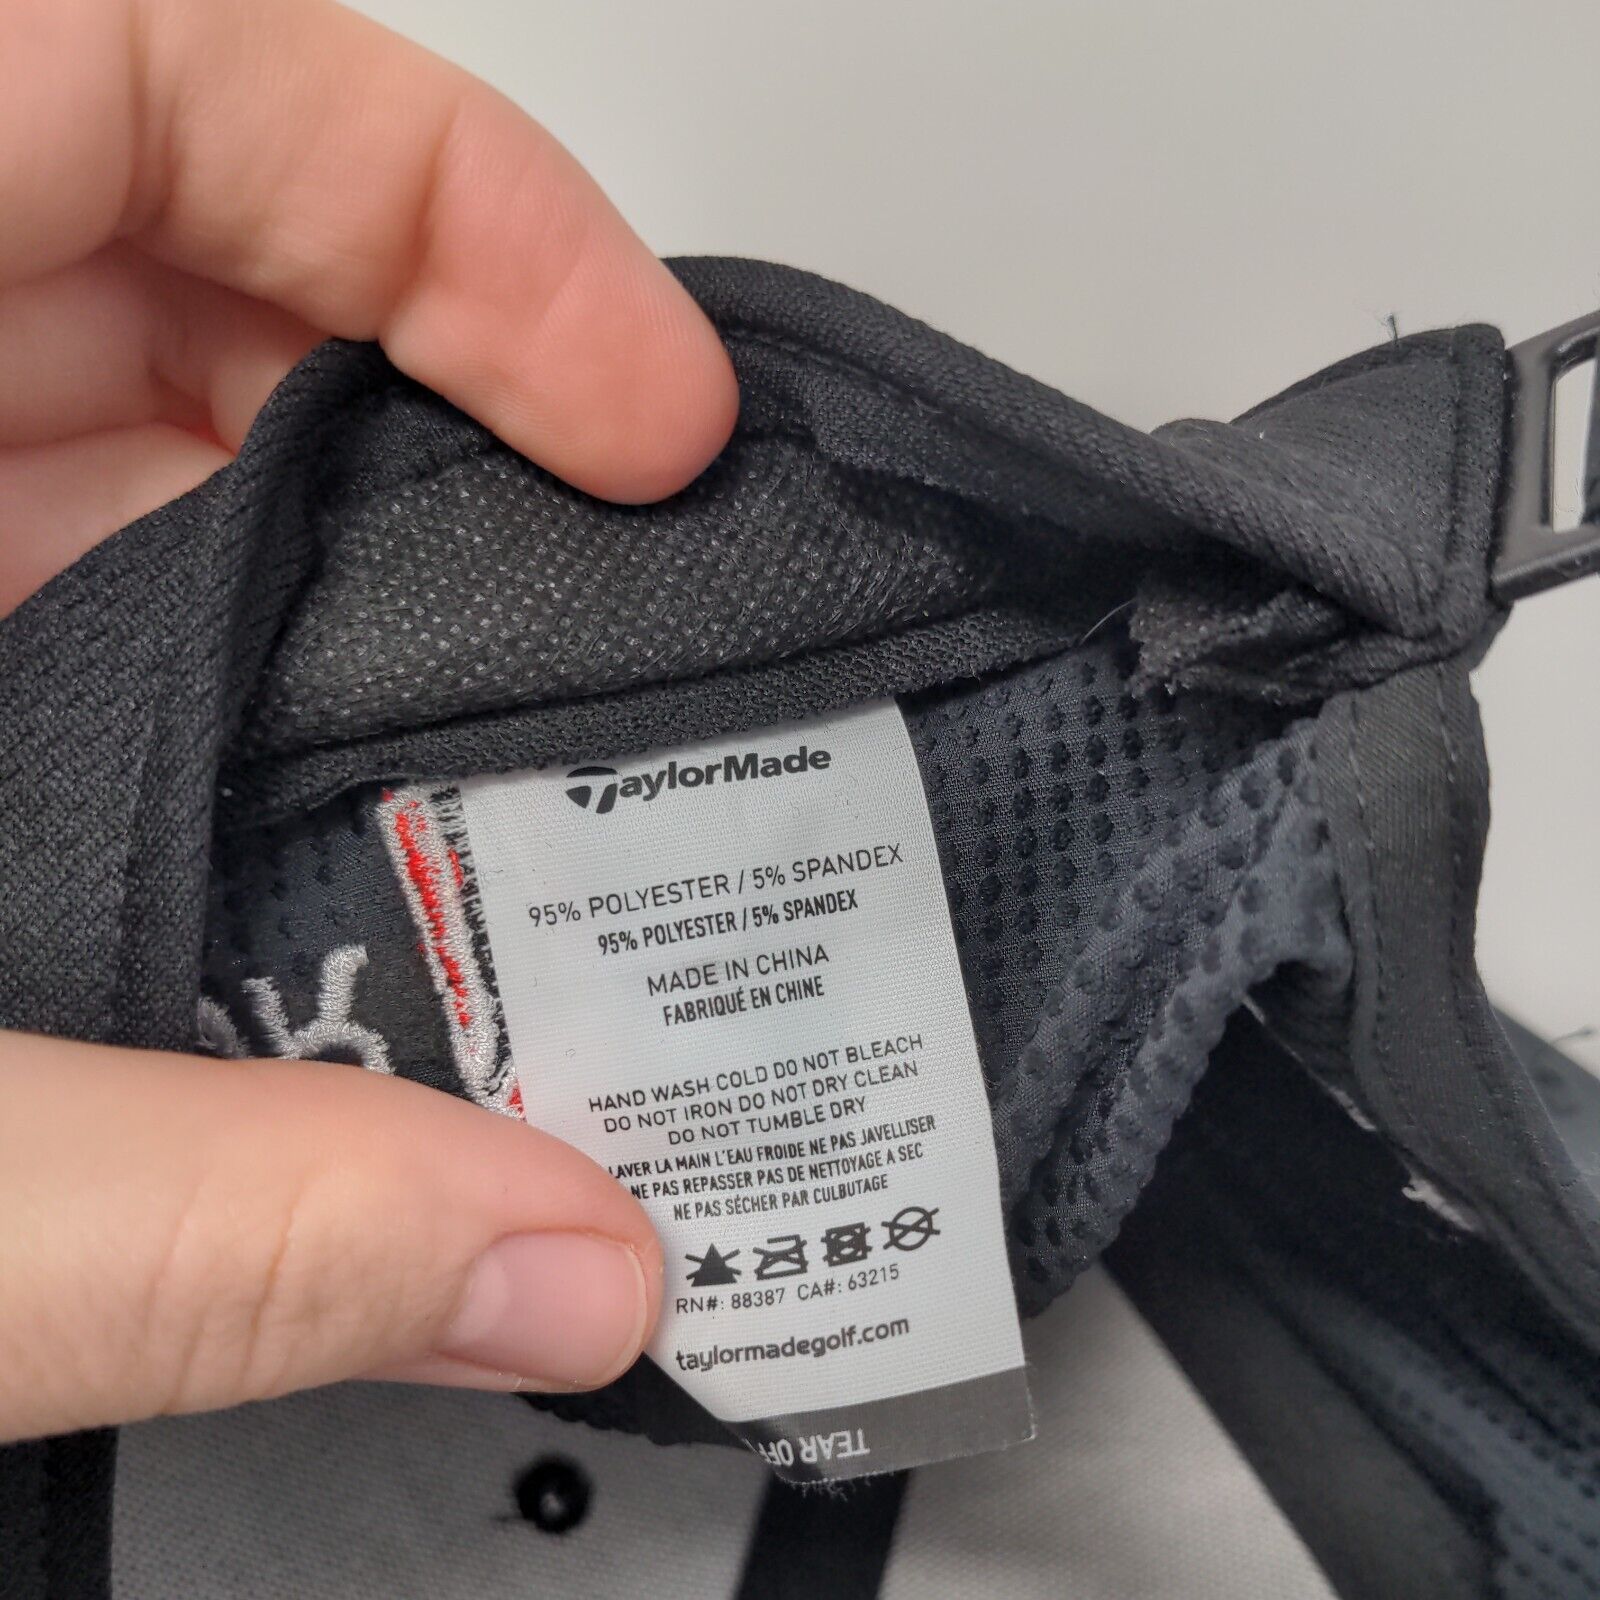 TaylorMade
95% POLYESTER / 5% SPANDEX
95% POLYESTER / 5% SPANDEX
MADE IN CHINA
FABRIQUÉ EN CHINE
HAND WASH COLD DO NOT BLEACH
DO NOT IRON DO NOT DRY CLEAN
DO NOT TUMBLE DRY
LAVER LA MAIN L'EAU FROIDE NE PAS JAVELLISER
NE PAS REPASSER PAS DE NETTOYAGE A SEC
NE PAS SÉCHER PAR CULBUTAGE
RN#: 88387 CA#: 63215
taylormadegolf.com
TEAR OFF